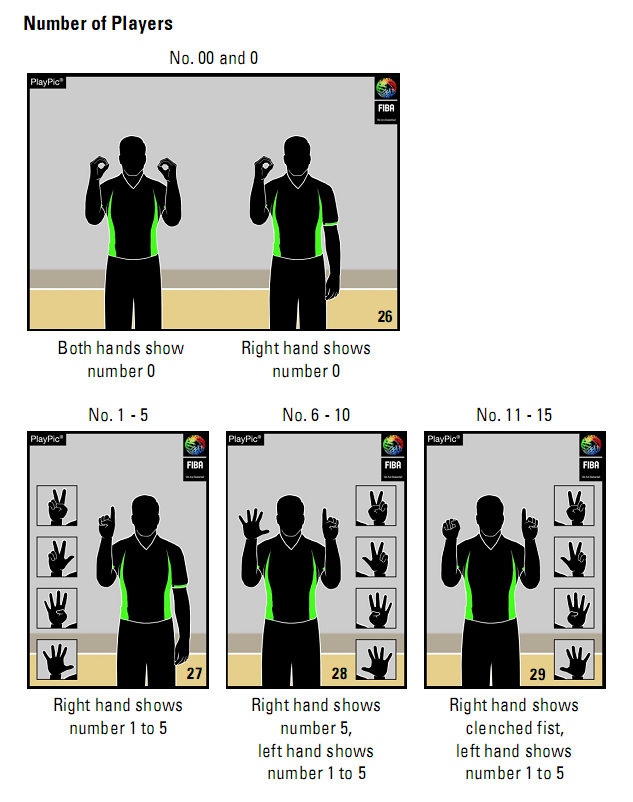 Number of Players
No. 00 and 0
PlayPic®
FIBA
26
Both hands show
number 0
Right hand shows
number 0
No. 1 - 5
PlayPic®
FIBA
27
Right hand shows
number 1 to 5
No. 6 - 10
PlayPic®
FIBA
28
Right hand shows
number 5,
left hand shows
number 1 to 5
No. 11 - 15
PlayPic®
FIBA
29
Right hand shows
clenched fist,
left hand shows
number 1 to 5